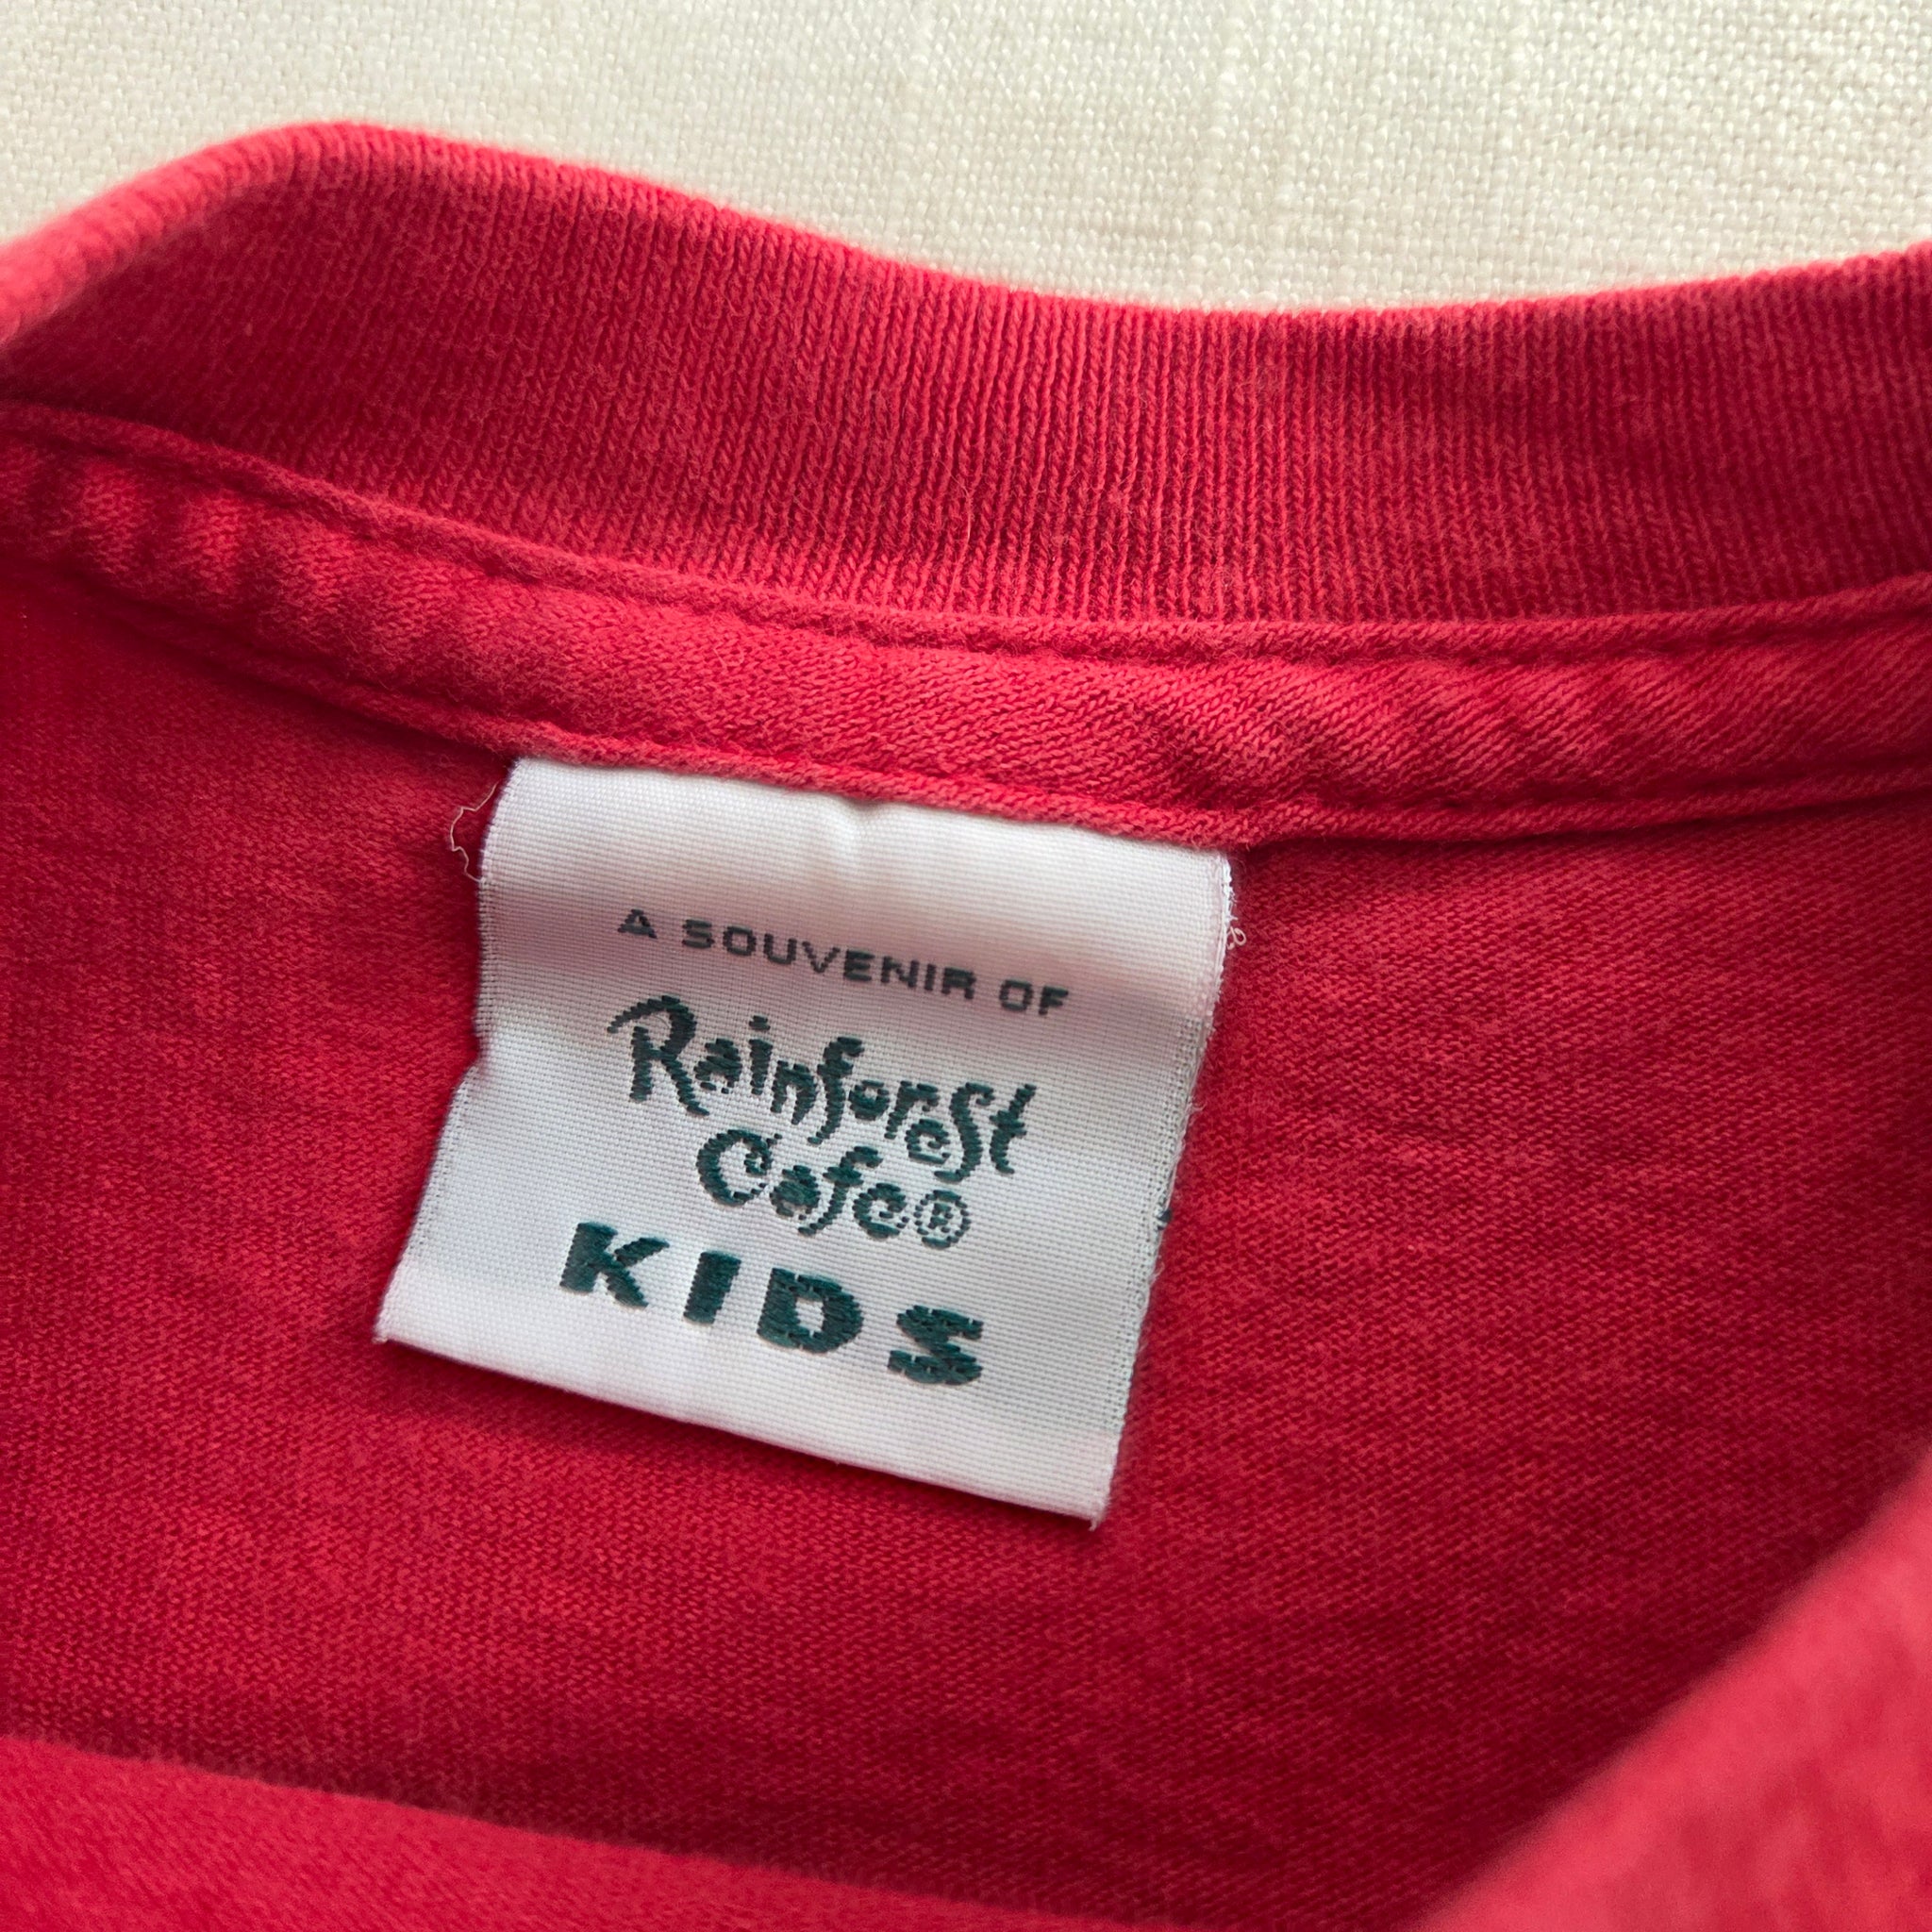 A SOUVENIR OF
Rainforest
Cafe®
KIDS